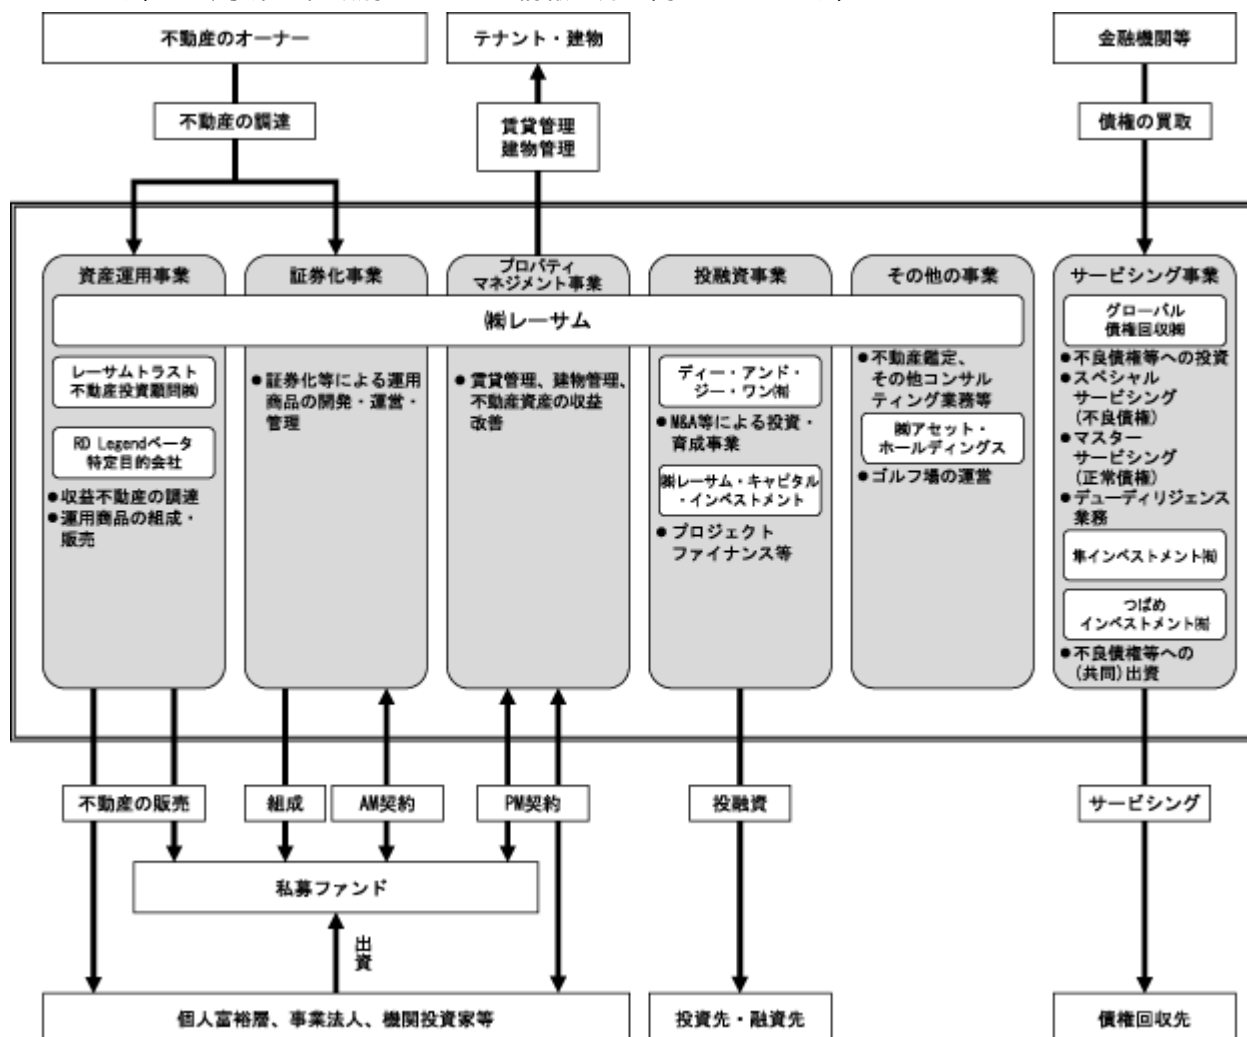 不動産のオーナー
テナント・建物
金融機関等
不動産の調達
賃貸管理
建物管理
債権の買取
資産運用事業
証券化事業
プロパティ
マネジメント事業
投融資事業
その他の事業
サービシング事業
㈱レーサム
レーサムトラスト
不動産投資顧問㈱
RD Legendベータ
特定目的会社
●収益不動産の調達
●運用商品の組成・
販売
●証券化等による運用
商品の開発・運営・
管理
●賃貸管理、建物管理、
不動産資産の収益
改善
ディー・アンド・
ジー・ワン㈲
●M&A等による投資・
育成事業
㈱レーサム・キャピタル
・インベストメント
●プロジェクト
ファイナンス等
●不動産鑑定、
その他コンサル
ティング業務等
㈱アセット・
ホールディングス
●ゴルフ場の運営
グローバル
債権回収㈱
●不良債権等への投資
●スペシャル
サービシング
(不良債権)
●マスター
サービシング
(正常債権)
●デューディリジェンス
業務
隼インベストメント㈲
つばめ
インベストメント㈲
●不良債権等への
(共同)出資
不動産の販売
組成
AM契約
PM契約
投融資
サービシング
私募ファンド
出資
個人富裕層、事業法人、機関投資家等
投資先・融資先
債権回収先